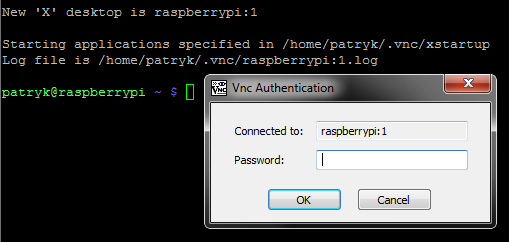 New 'X' desktop is raspberrypi:1
Starting applications specified in /home/patryk/.vnc/xstartup
Log file is /home/patryk/.vnc/raspberrypi:1.log
patryk@raspberrypi ~ $
Vnc Authentication
Connected to: raspberrypi:1
Password:
OK Cancel